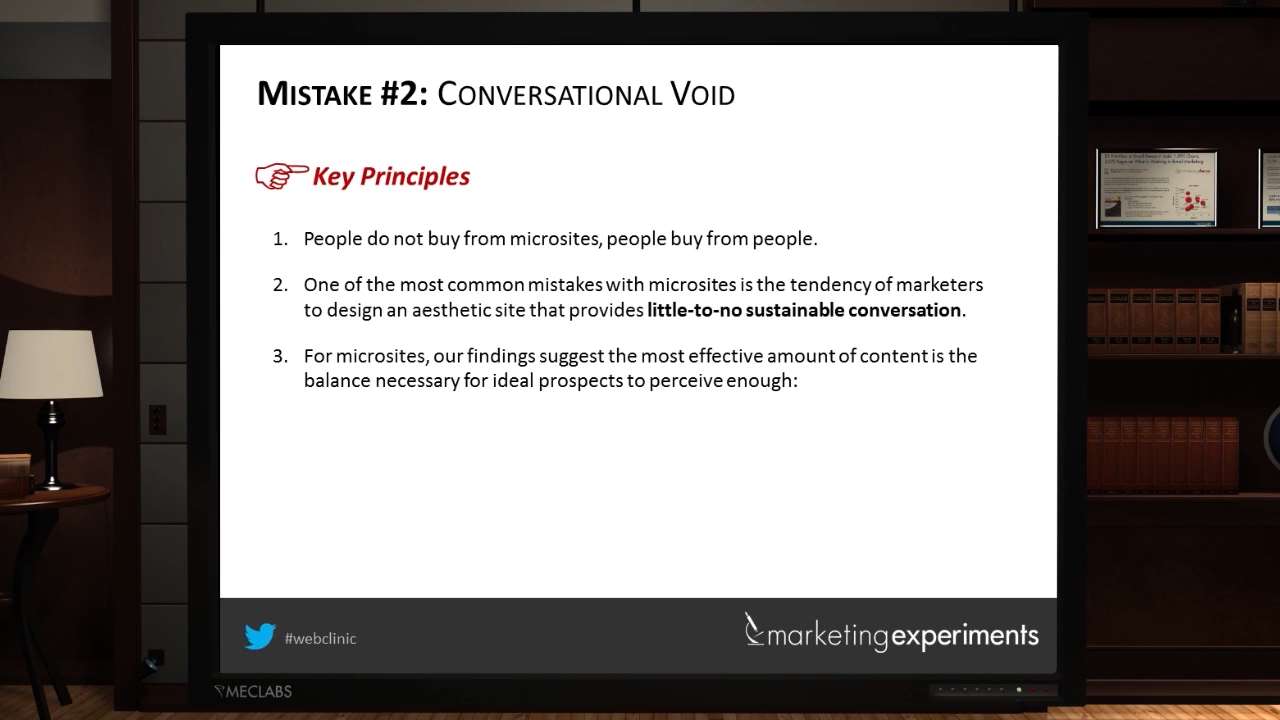 MISTAKE #2: CONVERSATIONAL VOID
Key Principles
1. People do not buy from microsites, people buy from people.
2. One of the most common mistakes with microsites is the tendency of marketers
to design an aesthetic site that provides little-to-no sustainable conversation.
3. For microsites, our findings suggest the most effective amount of content is the
balance necessary for ideal prospects to perceive enough:
#webclinic
marketingexperiments
MECLABS